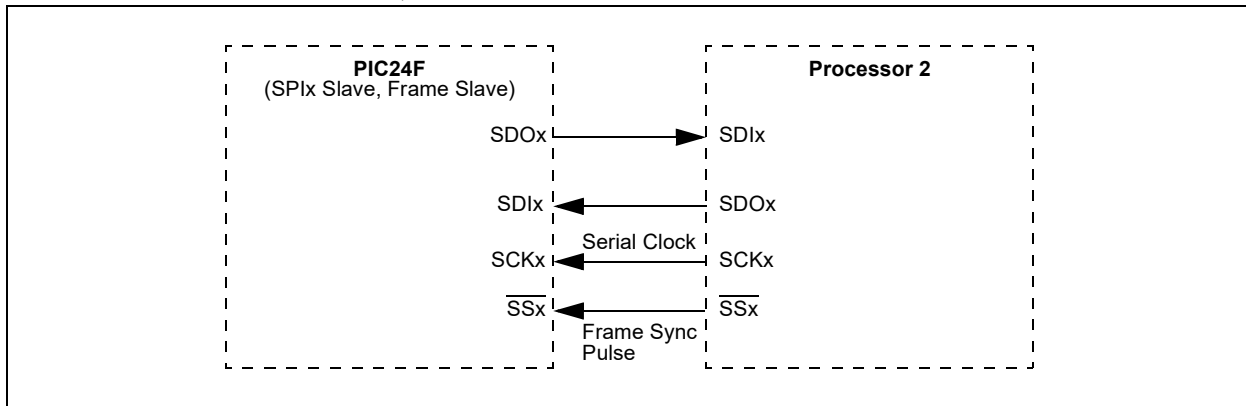 PIC24F
(SPIx Slave, Frame Slave)
Processor 2
SDOx
SDIx
SDIx
SDOx
Serial Clock
SCKx
SCKx
SSx
SSx
Frame Sync
Pulse